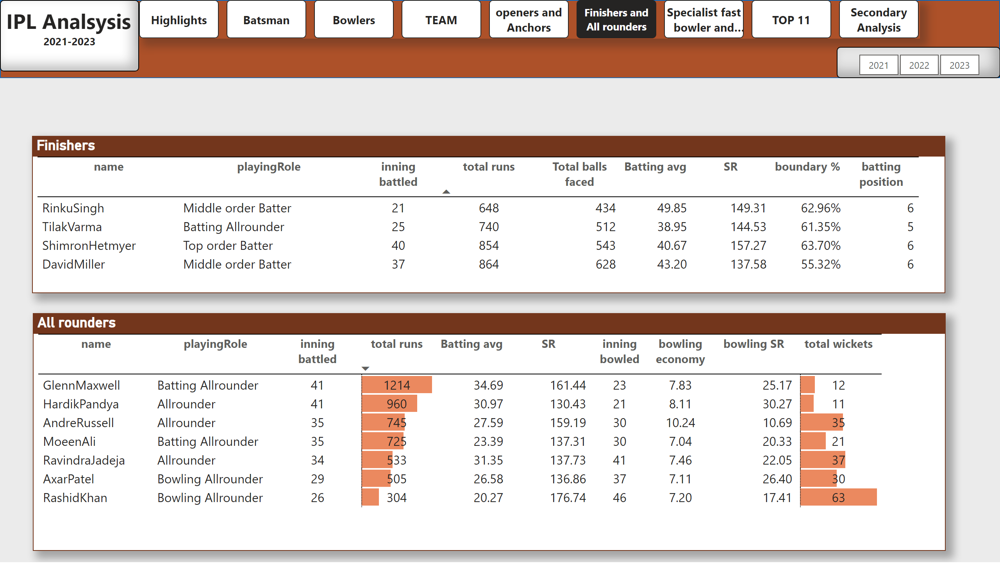 IPL Analsysis
2021-2023
Highlights
Batsman
Bowlers
TEAM
openers and
Anchors
Finishers and
All rounders
Specialist fast
bowler and...
TOP 11
Secondary
Analysis
2021 2022 2023
Finishers
name playingRole inning battled total runs Total balls faced Batting avg SR boundary % batting position
RinkuSingh Middle order Batter 21 648 434 49.85 149.31 62.96% 6
TilakVarma Batting Allrounder 25 740 512 38.95 144.53 61.35% 5
ShimronHetmyer Top order Batter 40 854 543 40.67 157.27 63.70% 6
DavidMiller Middle order Batter 37 864 628 43.20 137.58 55.32% 6
All rounders
name playingRole inning battled total runs Batting avg SR inning bowled bowling economy bowling SR total wickets
GlennMaxwell Batting Allrounder 41 1214 34.69 161.44 23 7.83 25.17 12
HardikPandya Allrounder 41 960 30.97 130.43 21 8.11 30.27 11
AndreRussell Allrounder 35 745 27.59 159.19 30 10.24 10.69 35
MoeenAli Batting Allrounder 35 725 23.39 137.31 30 7.04 20.33 21
RavindraJadeja Allrounder 34 533 31.35 137.73 41 7.46 22.05 37
AxarPatel Bowling Allrounder 29 505 26.58 136.86 37 7.11 26.40 30
RashidKhan Bowling Allrounder 26 304 20.27 176.74 46 7.20 17.41 63